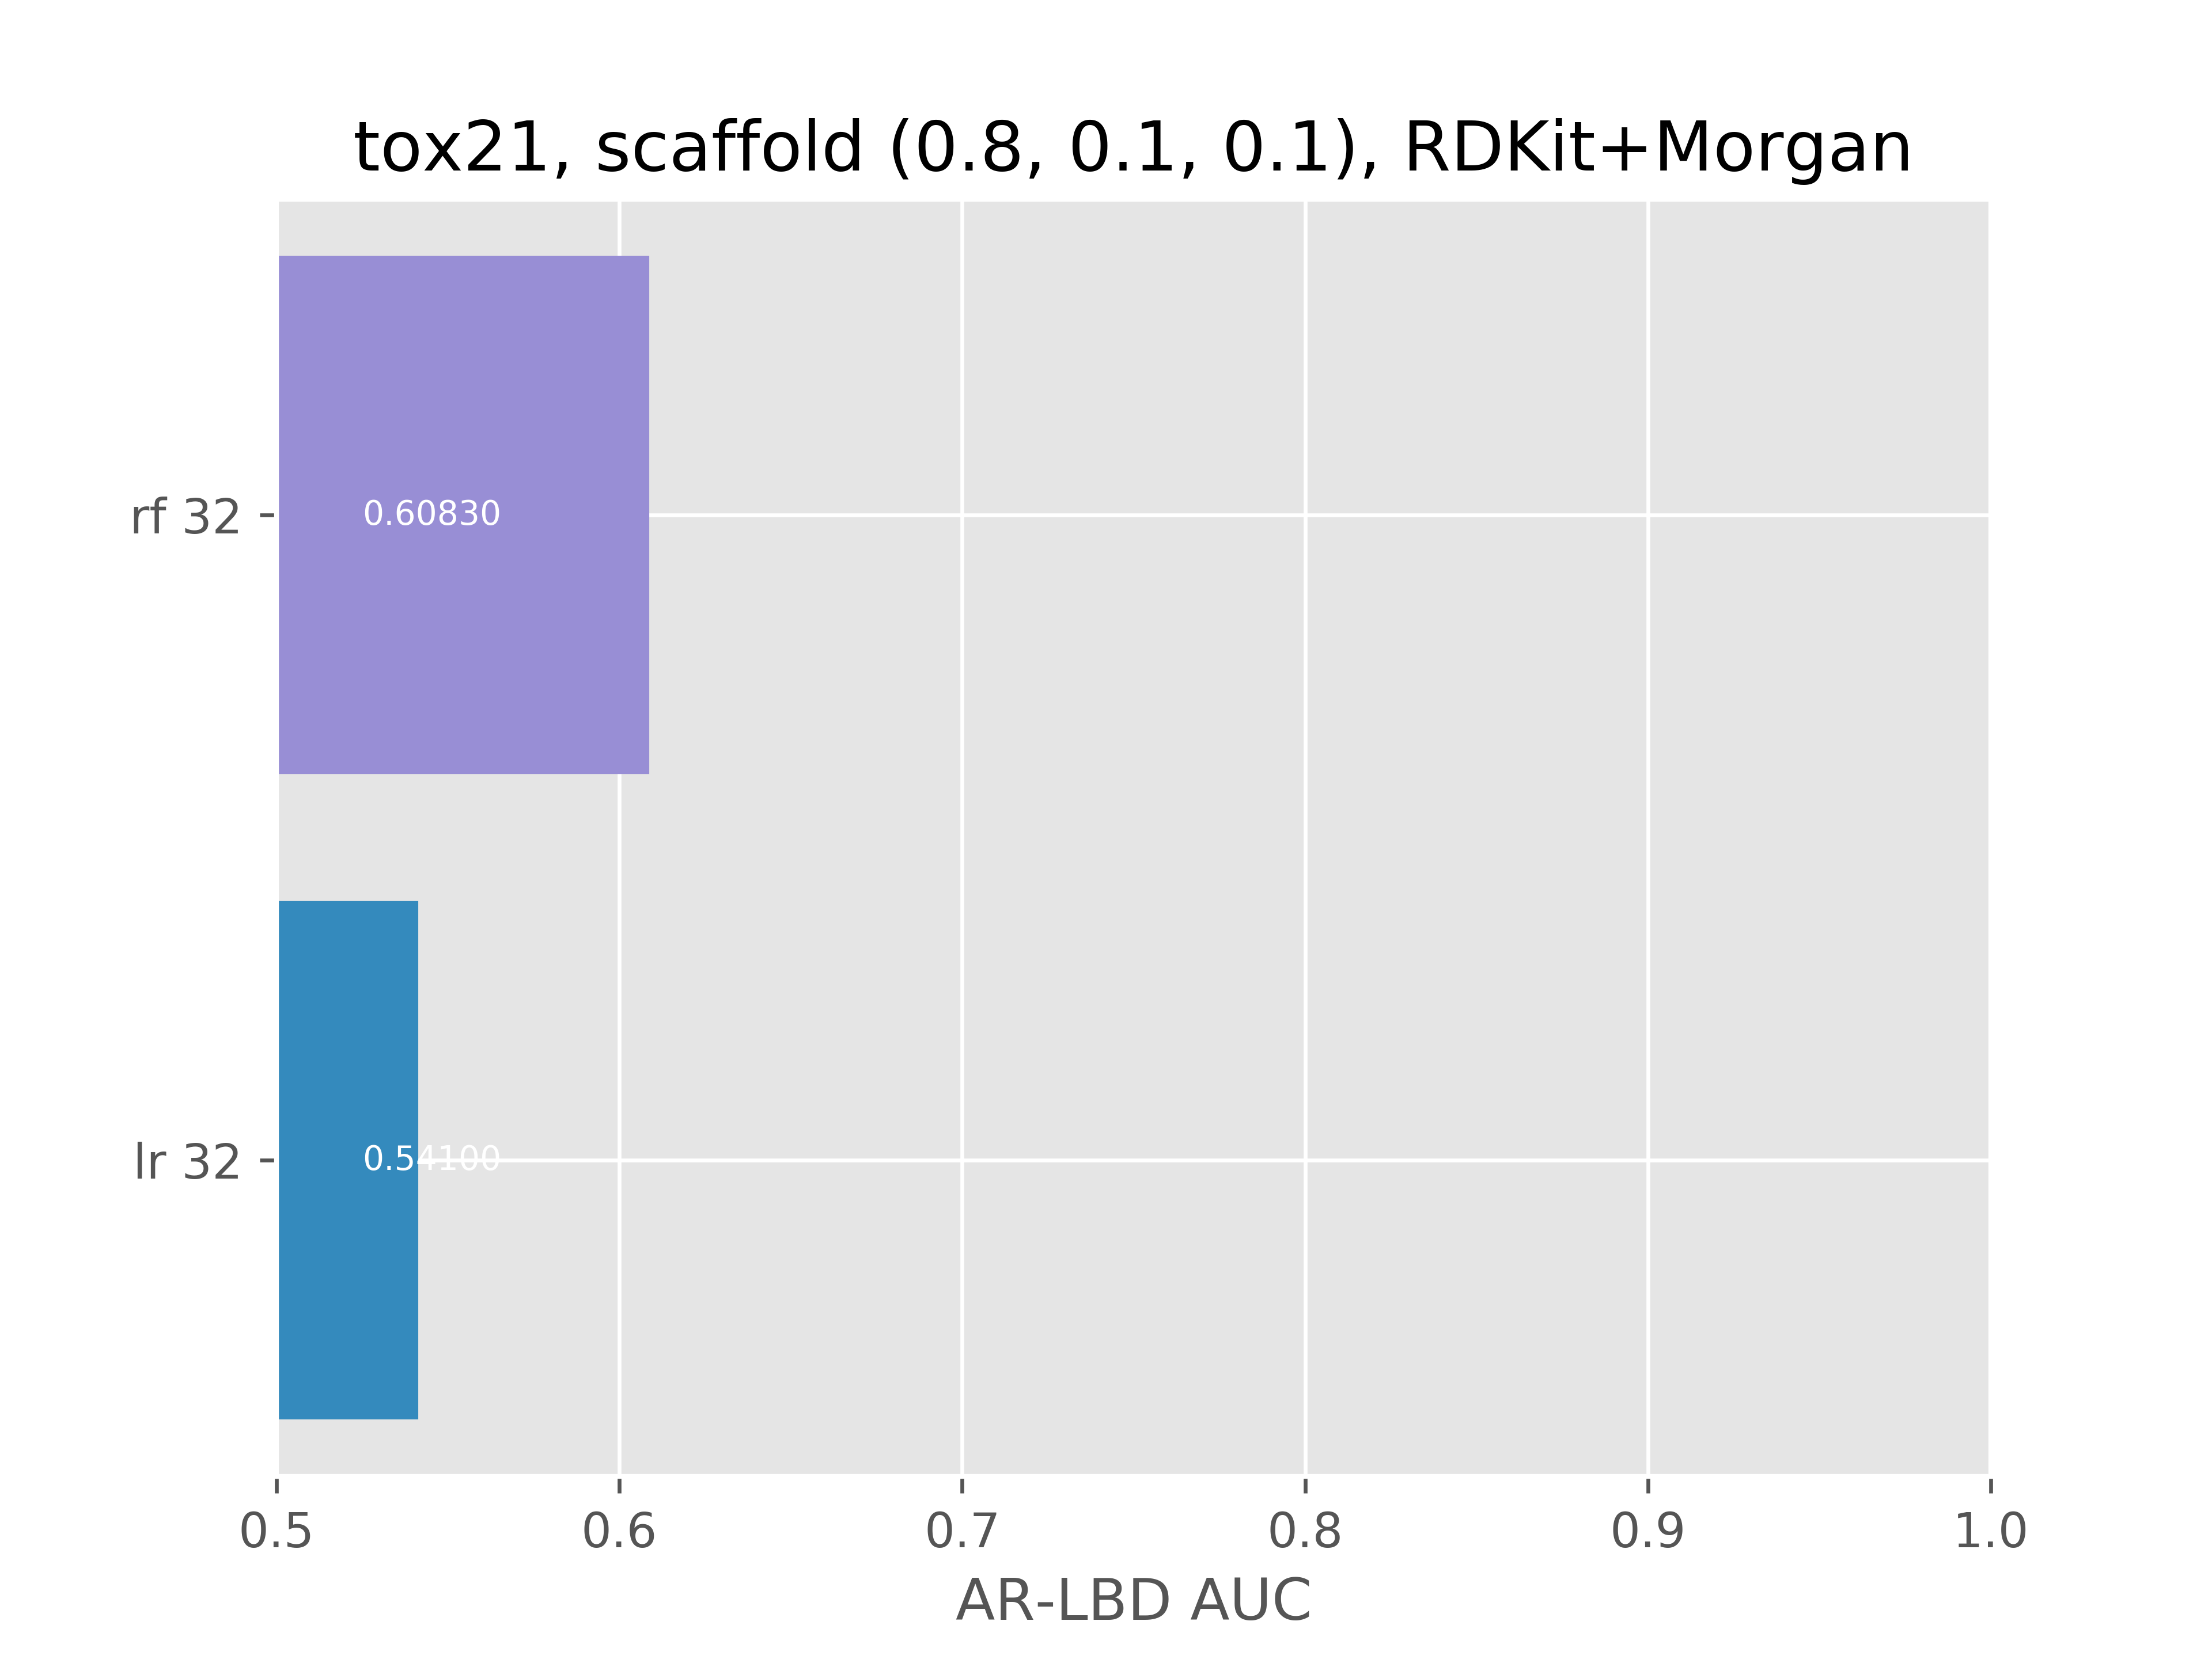 tox21, scaffold (0.8, 0.1, 0.1), RDKit+Morgan
rf 32
0.60830
lr 32
0.54100
0.5 0.6 0.7 0.8 0.9 1.0
AR-LBD AUC